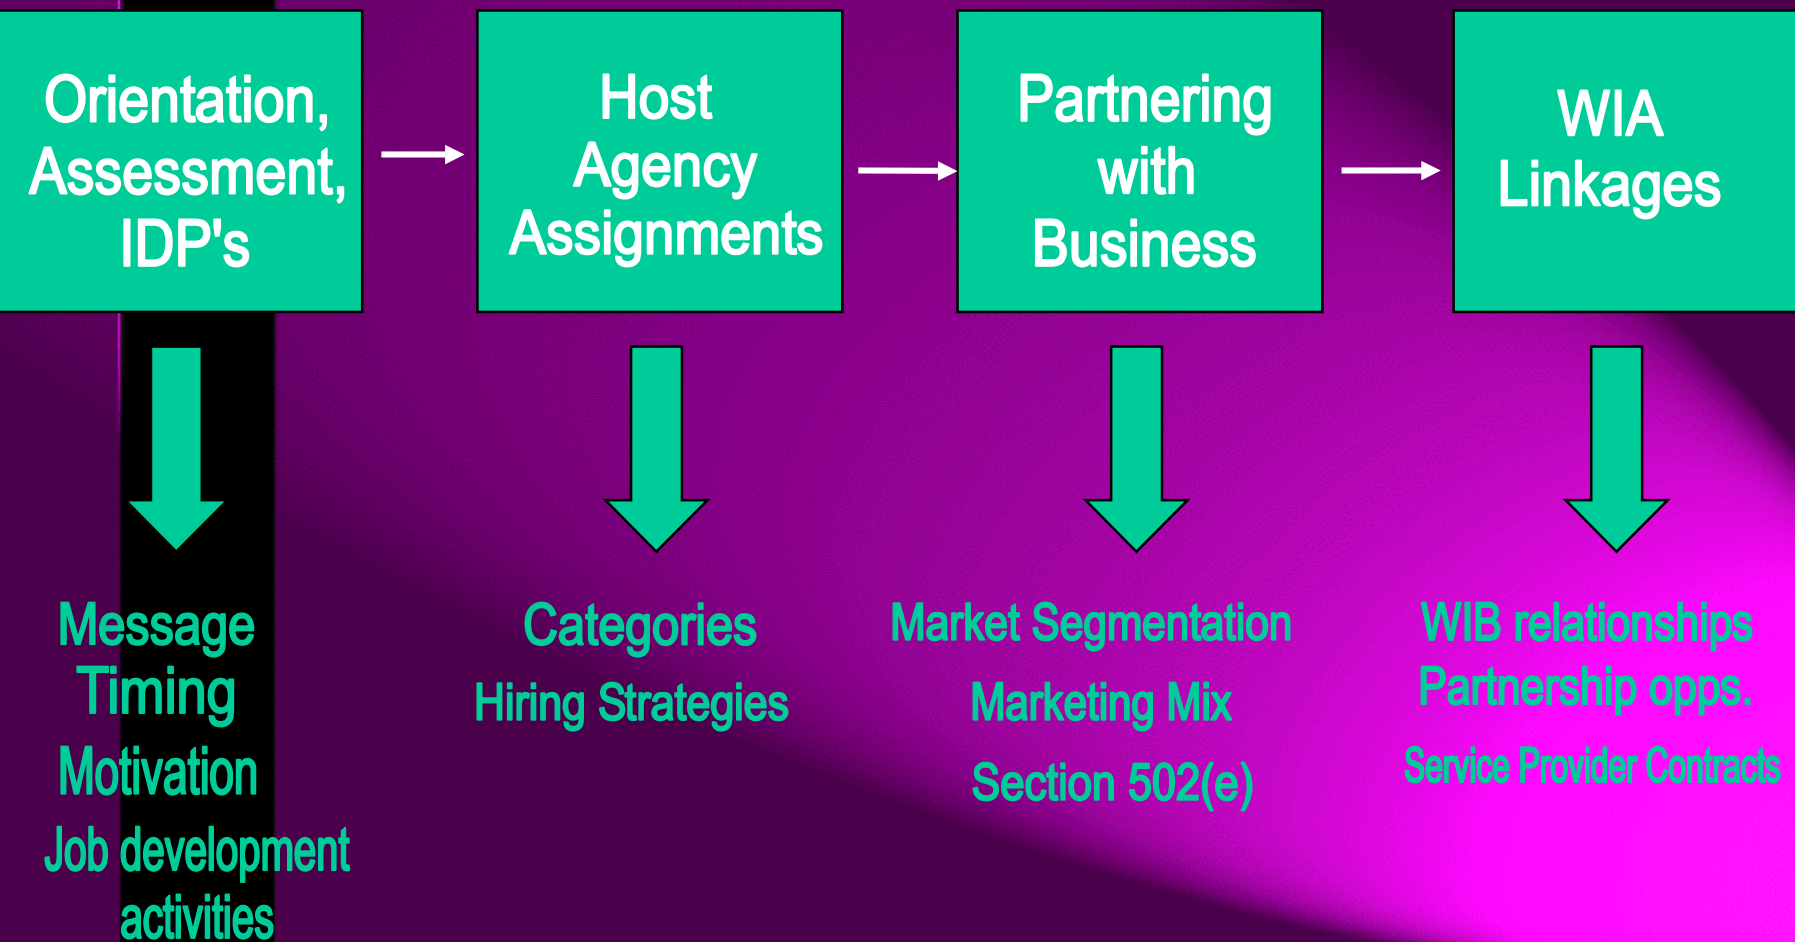 Orientation,
Assessment,
IDP's
Host
Agency
Assignments
Partnering
with
Business
WIA
Linkages
Message
Timing
Motivation
Job development
activities
Categories
Hiring Strategies
Market Segmentation
Marketing Mix
Section 502(e)
WIB relationships
Partnership opps.
Service Provider Contracts